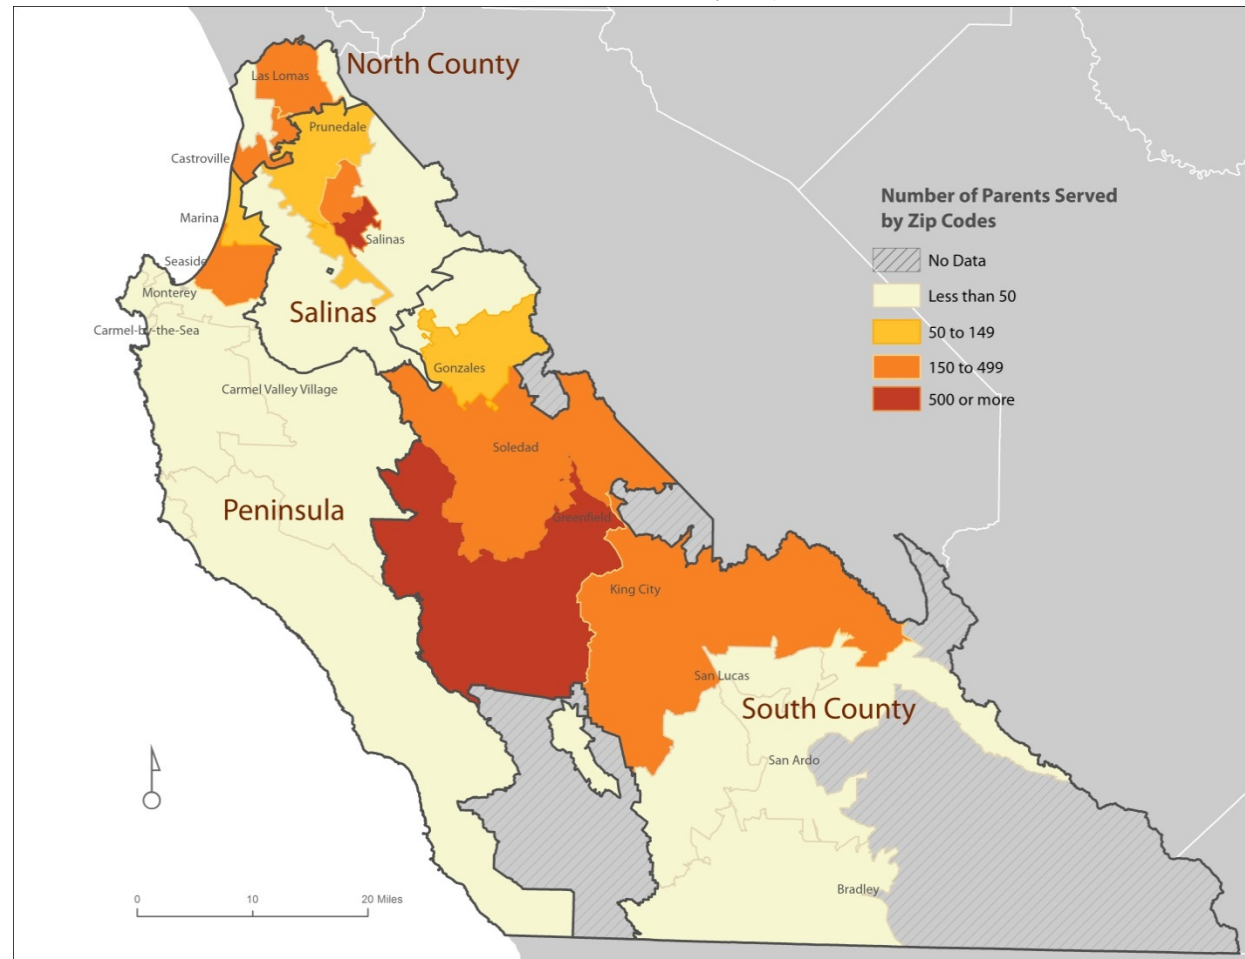 North County
Las Lomas
Prunedale
Castroville
Marina
Salinas
Seaside
Monterey
Salinas
Carmel-by-the-Sea
Gonzales
Carmel Valley Village
Soledad
Peninsula
Greenfield
King City
San Lucas
South County
San Ardo
Bradley
Number of Parents Served
by Zip Codes
No Data
Less than 50
50 to 149
150 to 499
500 or more
0 10 20 Miles